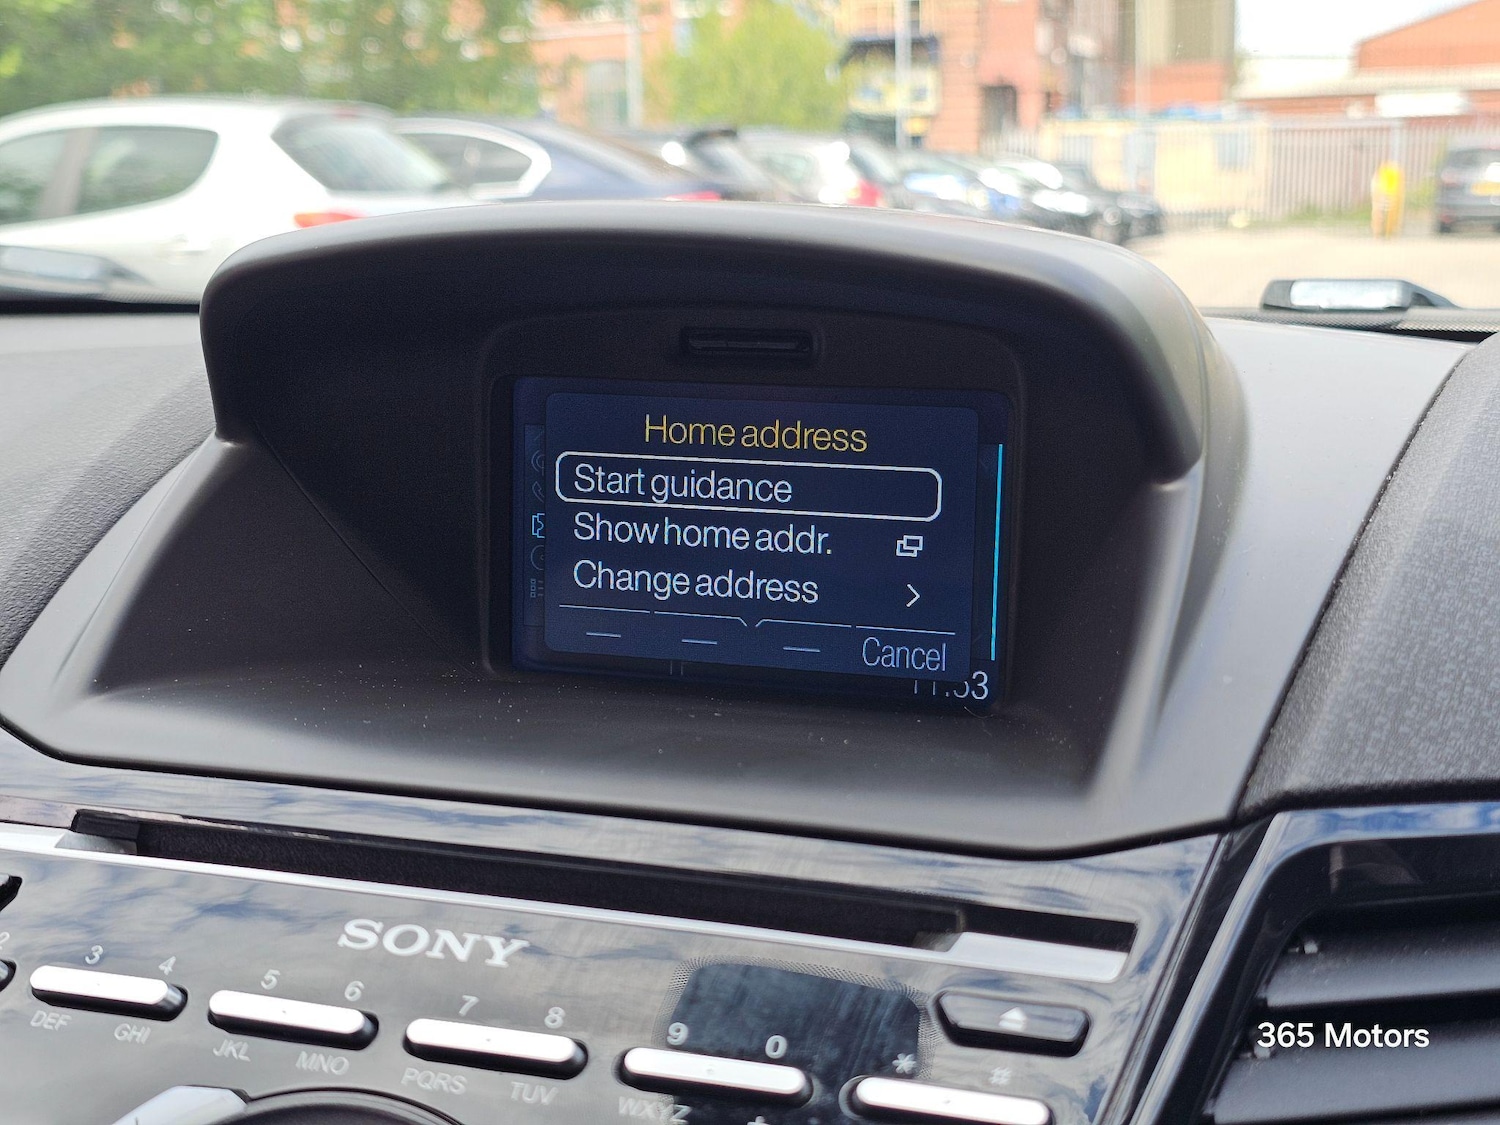 Home address
Start guidance
Show home addr.
Change address
Cancel
SONY
3 4 5 6 7 8 9 0 * #
DEF GHI JKL MNO PQRS TUV WXYZ +
365 Motors